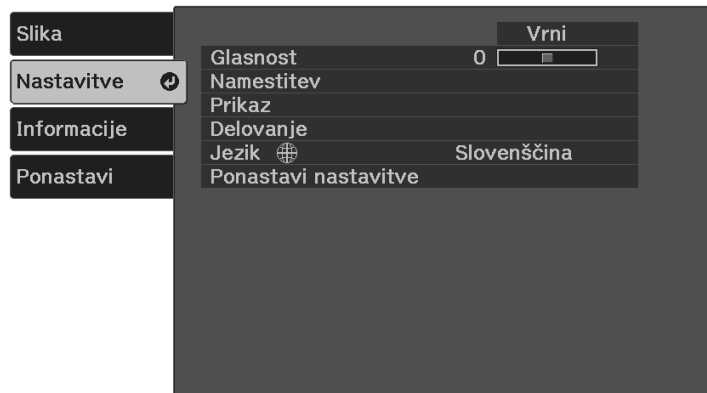 Slika
Nastavitve
Informacije
Ponastavi
Vrni
Glasnost 0
Namestitev
Prikaz
Delovanje
Jezik Slovenščina
Ponastavi nastavitve